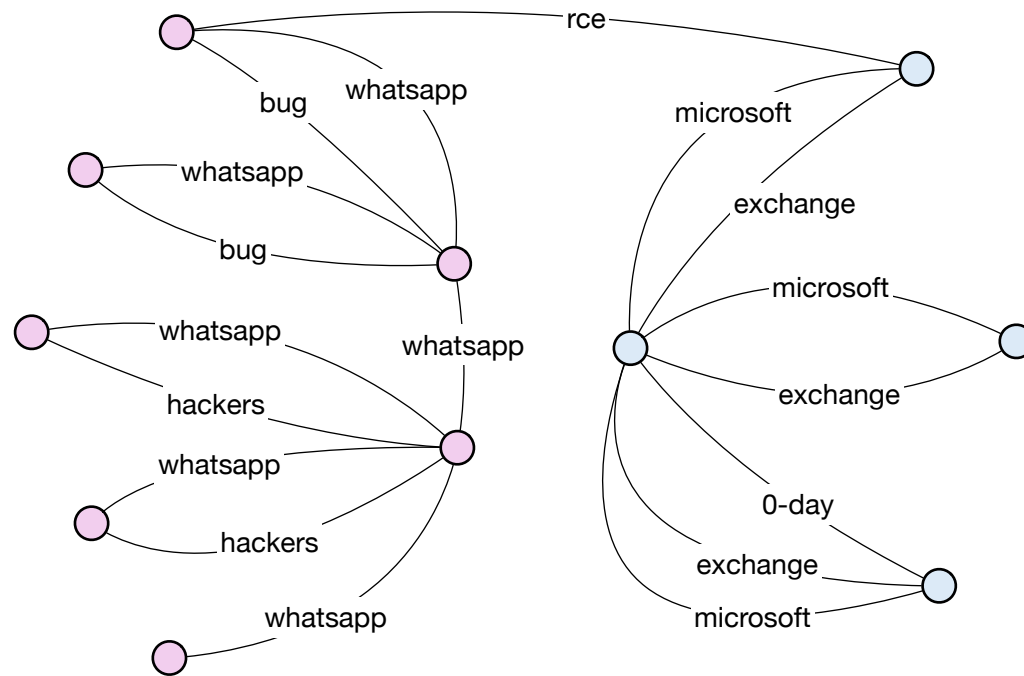 rce
whatsapp
bug
microsoft
whatsapp
exchange
bug
microsoft
whatsapp
whatsapp
exchange
hackers
whatsapp
0-day
hackers
exchange
whatsapp
microsoft